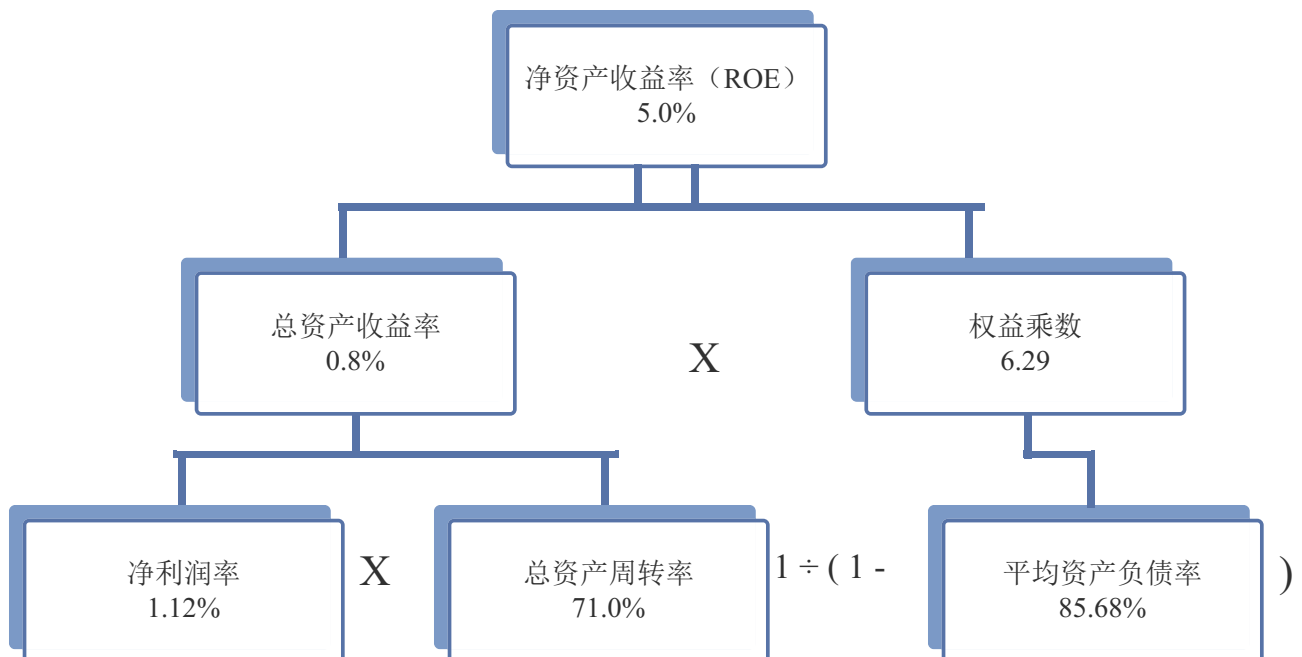 净资产收益率（ROE）
5.0%
总资产收益率
0.8%
X
权益乘数
6.29
净利润率
1.12%
X
总资产周转率
71.0%
1 ÷ ( 1 -
平均资产负债率
85.68%
)